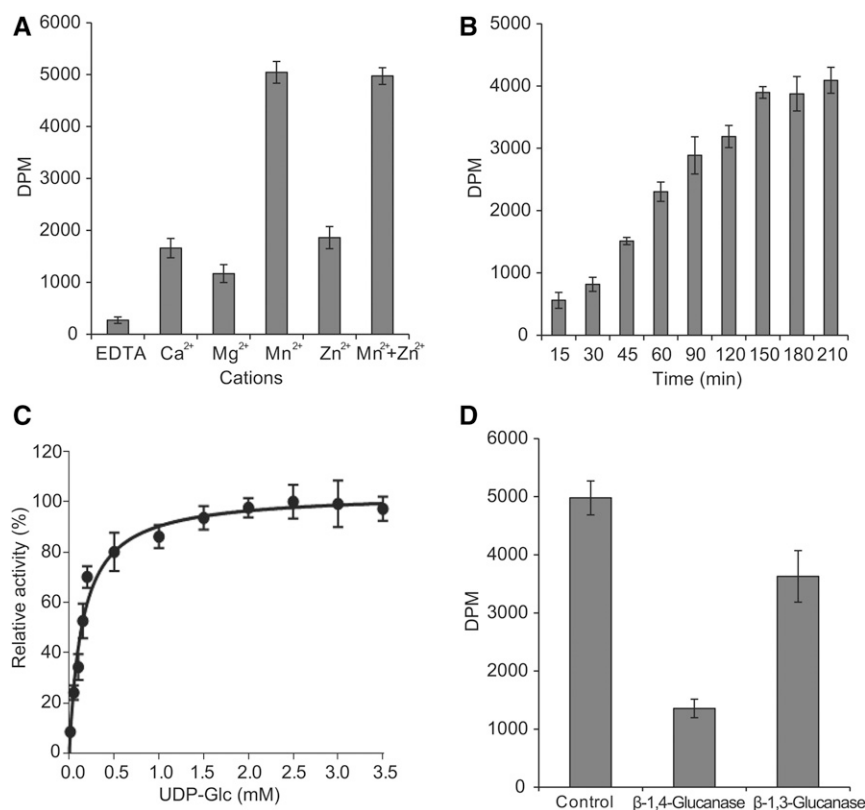 A
6000
5000
4000
3000
2000
1000
0
DPM
EDTA Ca²⁺ Mg²⁺ Mn²⁺ Zn²⁺ Mn²⁺+Zn²⁺
Cations
B
5000
4000
3000
2000
1000
0
DPM
15 30 45 60 90 120 150 180 210
Time (min)
C
120
100
80
60
40
20
0
Relative activity (%)
0.0 0.5 1.0 1.5 2.0 2.5 3.0 3.5
UDP-Glc (mM)
D
6000
5000
4000
3000
2000
1000
0
DPM
Control β-1,4-Glucanase β-1,3-Glucanase